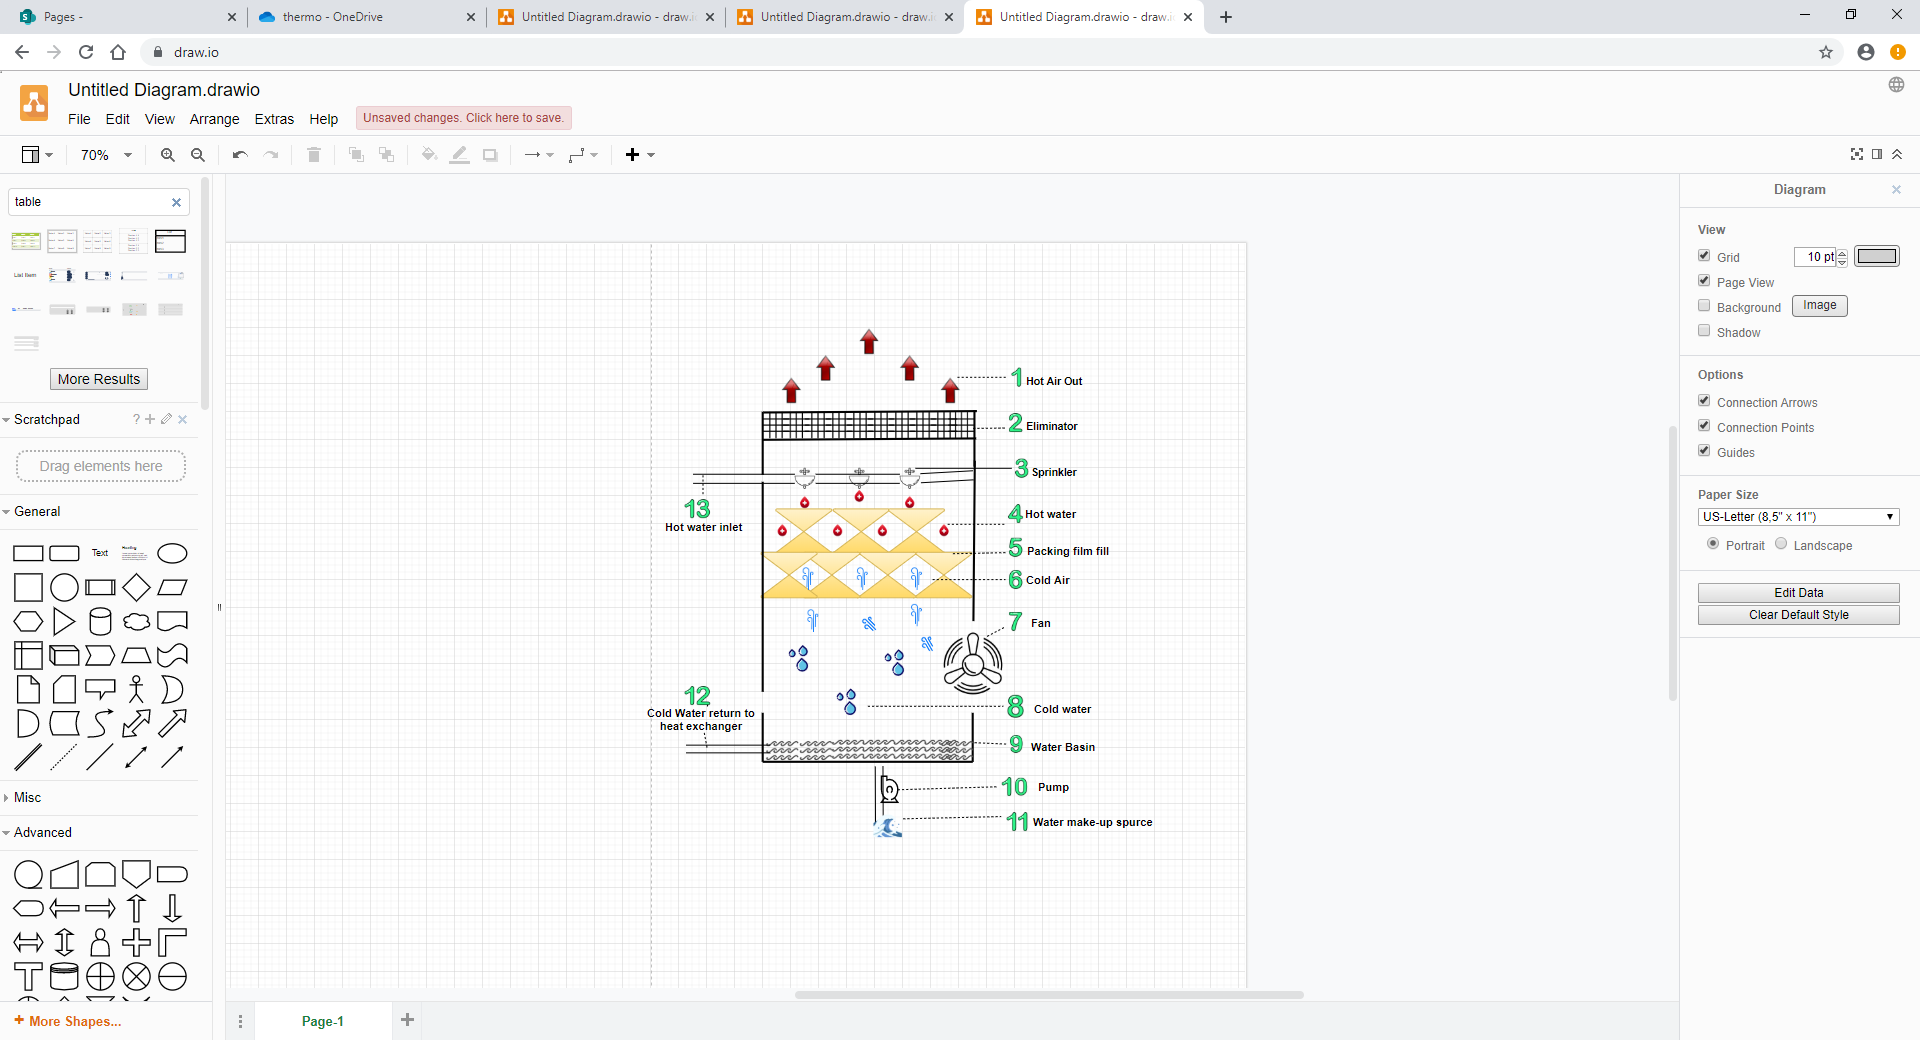 Pages -
thermo - OneDrive
Untitled Diagram.drawio - draw.i
Untitled Diagram.drawio - draw.i
Untitled Diagram.drawio - draw.i
draw.io
Untitled Diagram.drawio
File Edit View Arrange Extras Help
Unsaved changes. Click here to save.
70%
table
List Item
More Results
Scratchpad
?
Drag elements here
General
Text
Heading
Misc
Advanced
More Shapes...
1 Hot Air Out
2 Eliminator
3 Sprinkler
13
Hot water inlet
4 Hot water
5 Packing film fill
6 Cold Air
7 Fan
12
Cold Water return to
heat exchanger
8 Cold water
9 Water Basin
10 Pump
11 Water make-up spurce
Page-1
Diagram
View
Grid
10 pt
Page View
Background
Image
Shadow
Options
Connection Arrows
Connection Points
Guides
Paper Size
US-Letter (8,5" x 11")
Portrait
Landscape
Edit Data
Clear Default Style